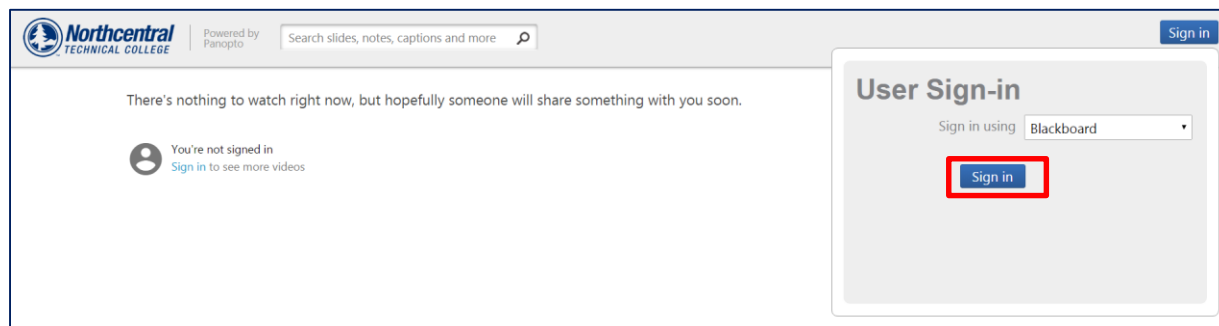 Northcentral
TECHNICAL COLLEGE
Powered by
Panopto
Search slides, notes, captions and more
Sign in
There's nothing to watch right now, but hopefully someone will share something with you soon.
You're not signed in
Sign in to see more videos
User Sign-in
Sign in using Blackboard
Sign in